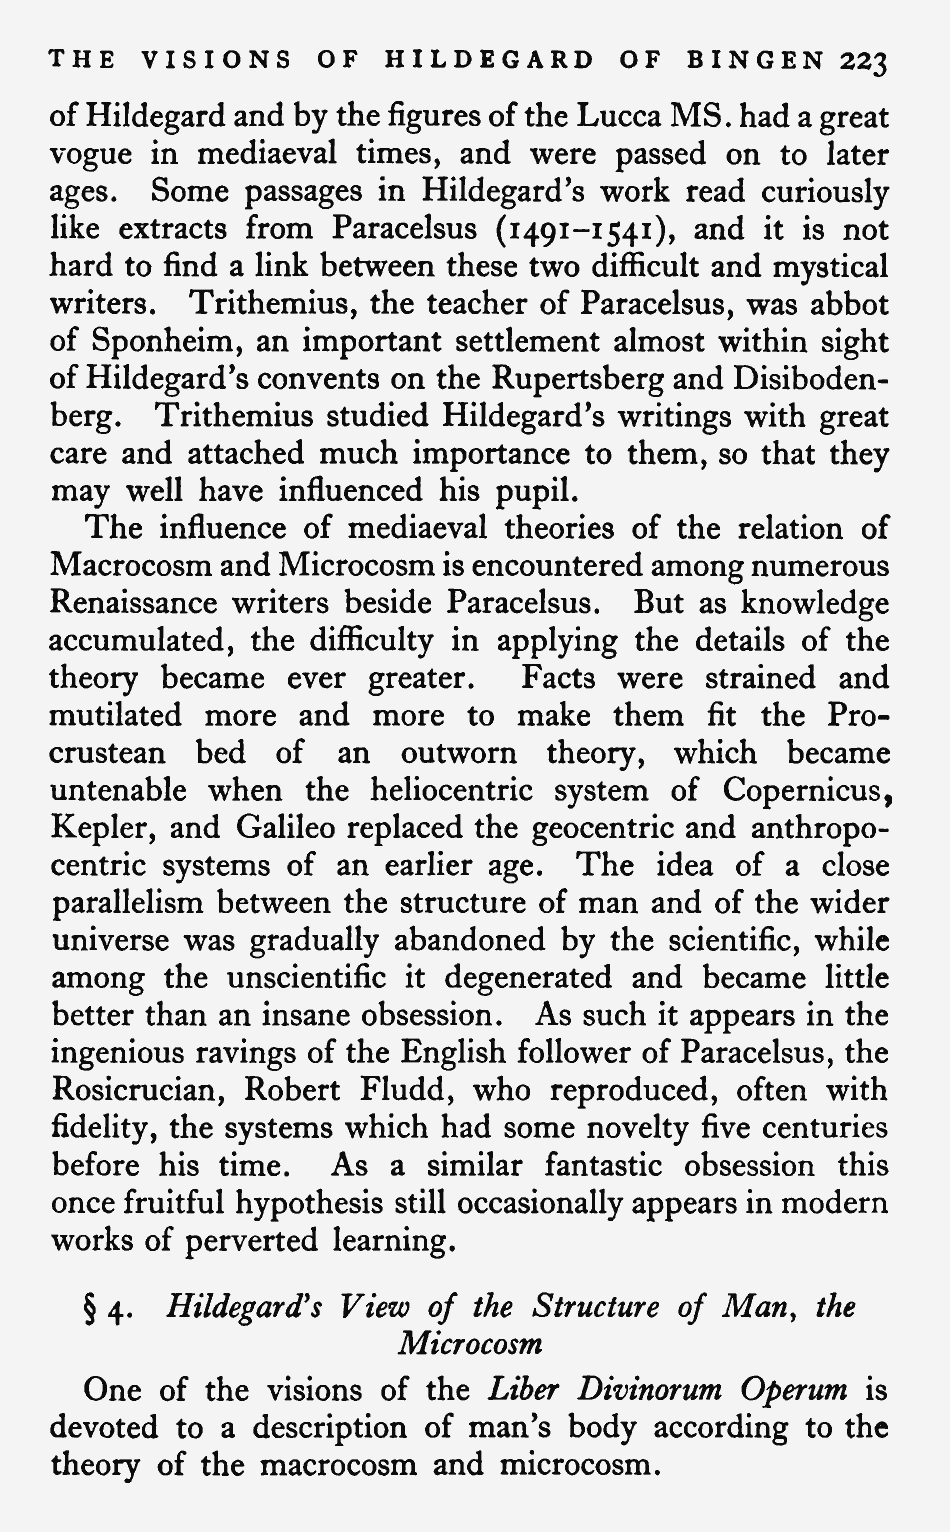 THE VISIONS OF HILDEGARD OF BINGEN 223
of Hildegard and by the figures of the Lucca MS. had a great
vogue in mediaeval times, and were passed on to later
ages. Some passages in Hildegard's work read curiously
like extracts from Paracelsus (1491–1541), and it is not
hard to find a link between these two difficult and mystical
writers. Trithemius, the teacher of Paracelsus, was abbot
of Sponheim, an important settlement almost within sight
of Hildegard's convents on the Rupertsberg and Disiboden-
berg. Trithemius studied Hildegard's writings with great
care and attached much importance to them, so that they
may well have influenced his pupil.
The influence of mediaeval theories of the relation of
Macrocosm and Microcosm is encountered among numerous
Renaissance writers beside Paracelsus. But as knowledge
accumulated, the difficulty in applying the details of the
theory became ever greater. Facts were strained and
mutilated more and more to make them fit the Pro-
crustean bed of an outworn theory, which became
untenable when the heliocentric system of Copernicus,
Kepler, and Galileo replaced the geocentric and anthropo-
centric systems of an earlier age. The idea of a close
parallelism between the structure of man and of the wider
universe was gradually abandoned by the scientific, while
among the unscientific it degenerated and became little
better than an insane obsession. As such it appears in the
ingenious ravings of the English follower of Paracelsus, the
Rosicrucian, Robert Fludd, who reproduced, often with
fidelity, the systems which had some novelty five centuries
before his time. As a similar fantastic obsession this
once fruitful hypothesis still occasionally appears in modern
works of perverted learning.
§ 4. Hildegard's View of the Structure of Man, the
Microcosm
One of the visions of the Liber Divinorum Operum is
devoted to a description of man's body according to the
theory of the macrocosm and microcosm.